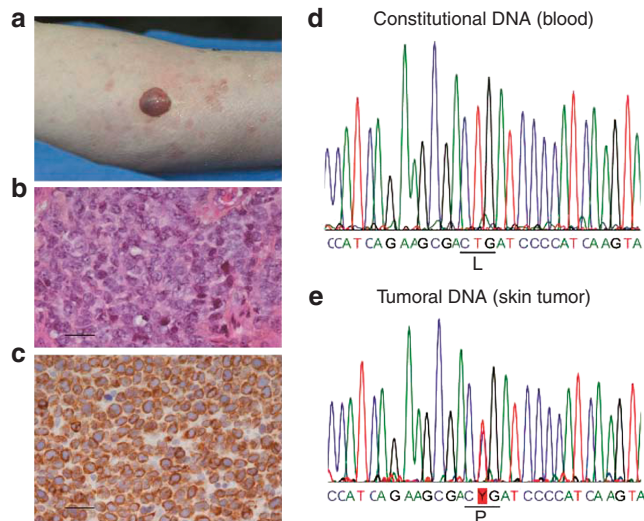 a
b
c
d
Constitutional DNA (blood)
CCATCAGAAGCGACTGATCCCCATCAAGTA
L
e
Tumoral DNA (skin tumor)
CCATCAGAAGCGACYGATCCCCATCAAGTA
P